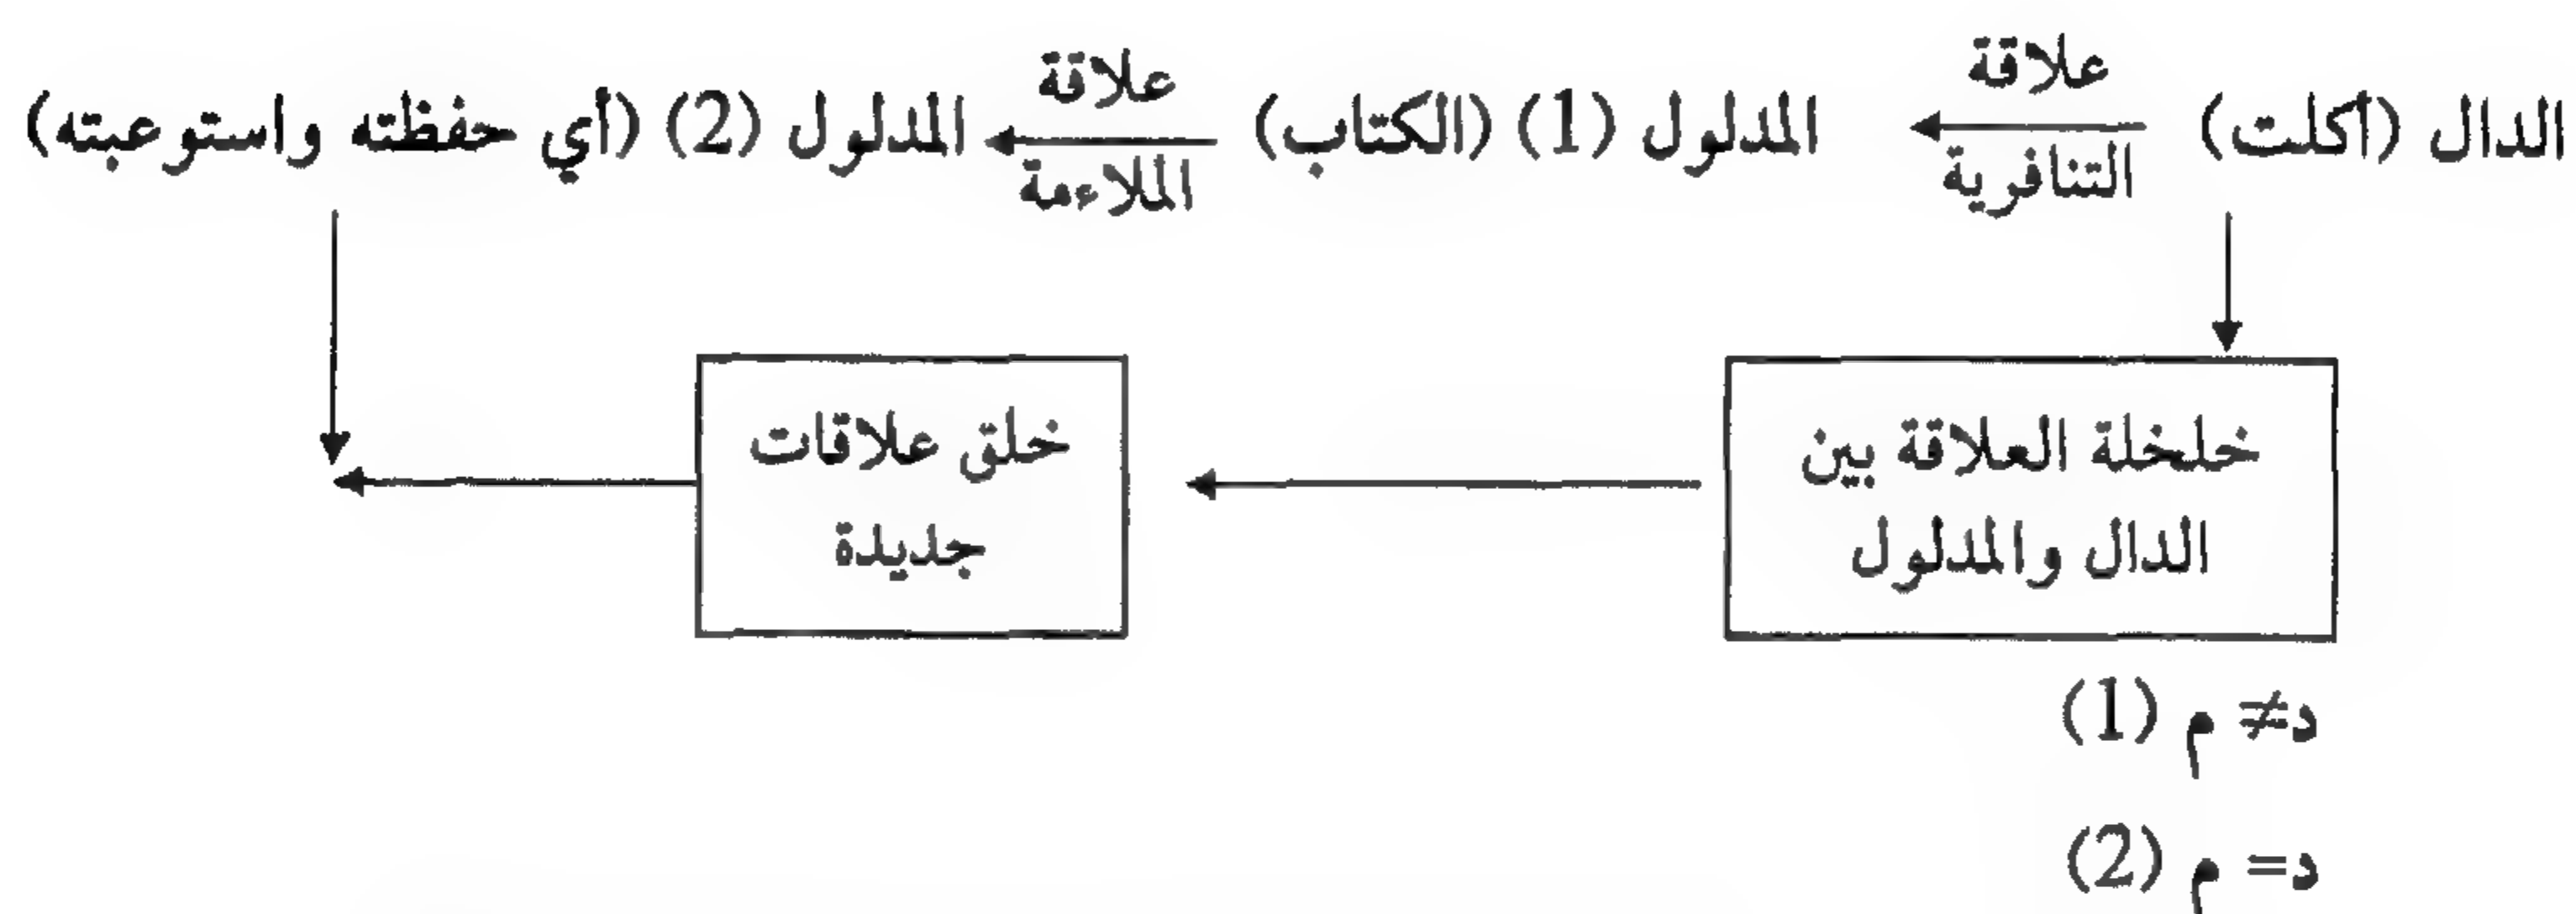 الدال (أكلت) علاقة التنافرية المدلول (1) (الكتاب) علاقة الملاءمة المدلول (2) (أي حفظته واستوعبته)
خلخلة العلاقة بين
الدال والمدلول
خلق علاقات
جديدة
د≠ م (1)
د= م (2)